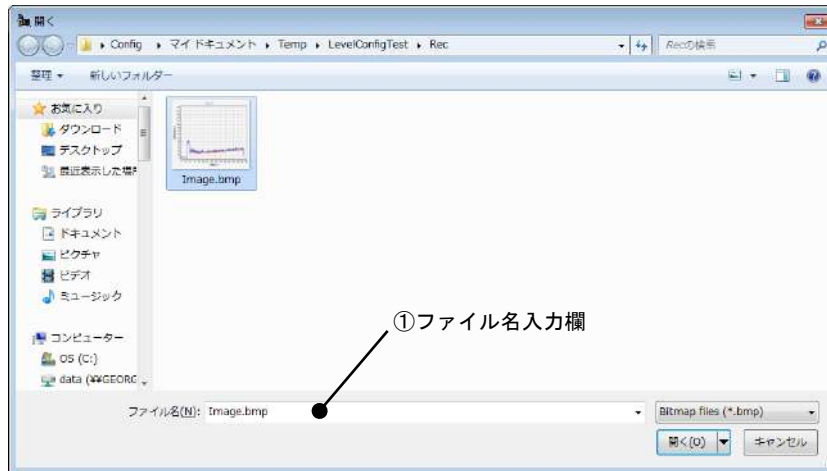 開く
Config ▸ マイ ドキュメント ▸ Temp ▸ LevelConfigTest ▸ Rec
Recの検索
整理 ▾ 新しいフォルダー
お気に入り
ダウンロード
デスクトップ
最近表示した場所
Image.bmp
ライブラリ
ドキュメント
ピクチャ
ビデオ
ミュージック
①ファイル名入力欄
コンピューター
OS (C:)
data (¥¥GEORG
ファイル名(N): Image.bmp
Bitmap files (*.bmp)
開く(O)
キャンセル